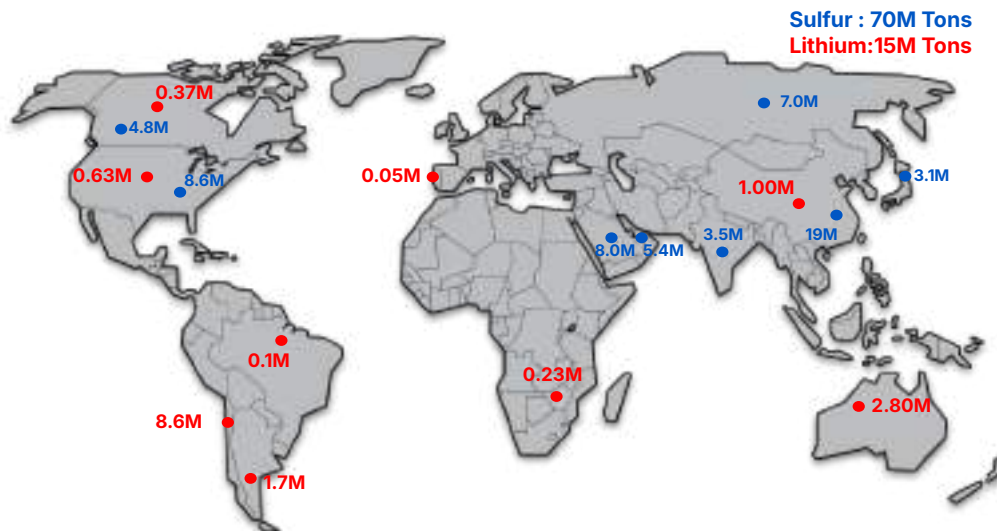 Sulfur : 70M Tons
Lithium:15M Tons
0.37M
7.0M
4.8M
0.63M
8.6M
0.05M
1.00M
3.1M
3.5M
19M
8.0M
5.4M
0.1M
0.23M
8.6M
2.80M
1.7M